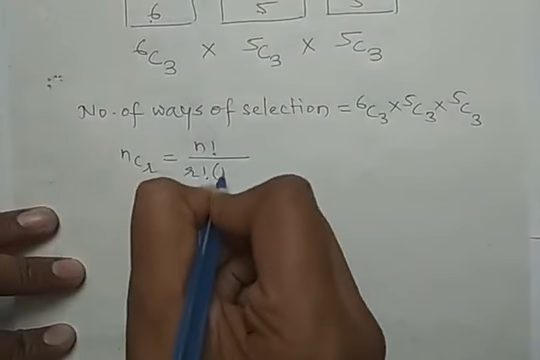 6 5 5
⁶C₃ × ⁵C₃ × ⁵C₃
No. of ways of selection = ⁶C₃ × ⁵C₃ × ⁵C₃
ⁿCᵣ = n!
r!(